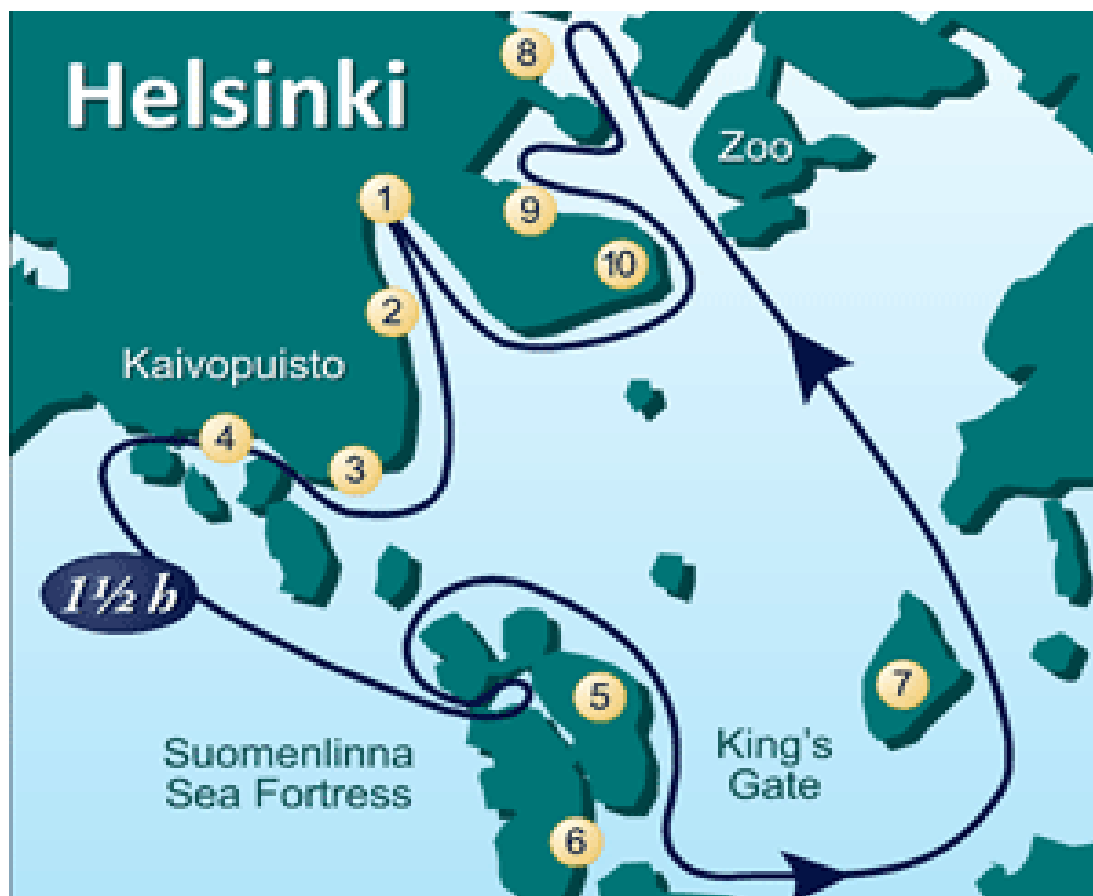 Helsinki
8
Zoo
1
9
10
2
Kaivopuisto
4
3
1½ h
5
7
Suomenlinna
Sea Fortress
King's
Gate
6